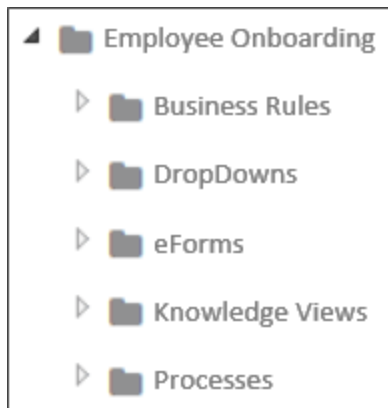 Employee Onboarding
Business Rules
DropDowns
eForms
Knowledge Views
Processes